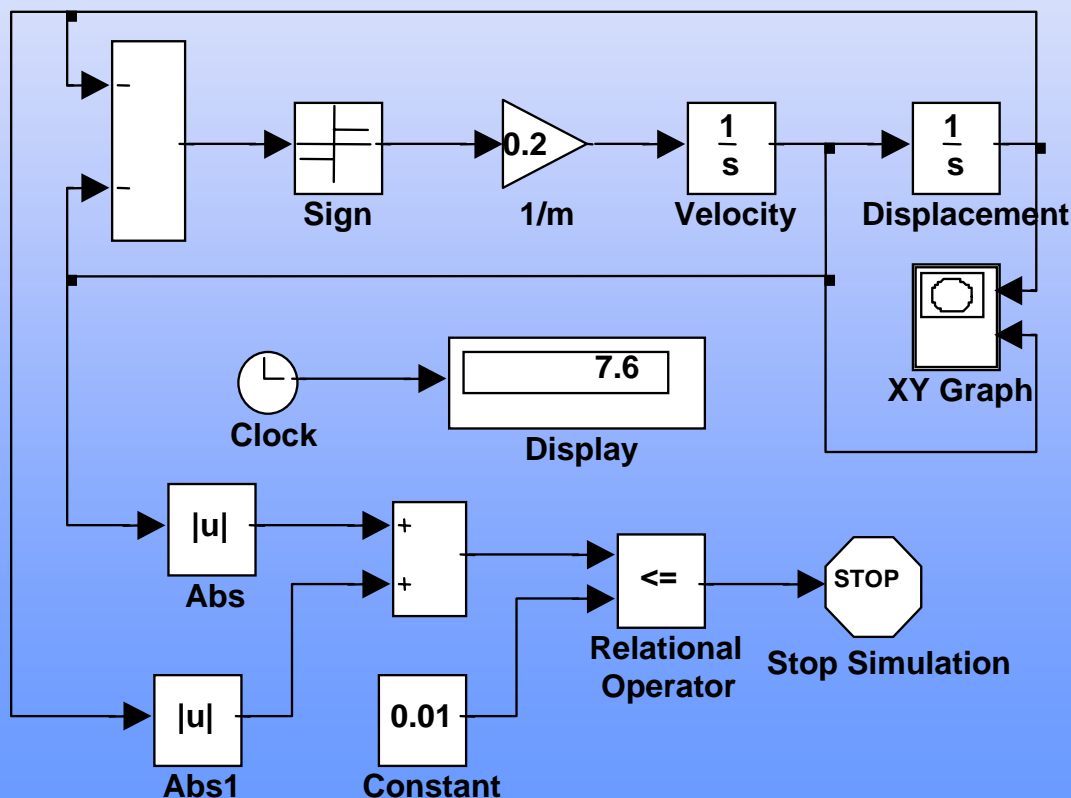 −
−
Sign
0.2
1/m
1
s
Velocity
1
s
Displacement
XY Graph
Clock
7.6
Display
|u|
Abs
+
+
<=
Relational
Operator
STOP
Stop Simulation
|u|
Abs1
0.01
Constant